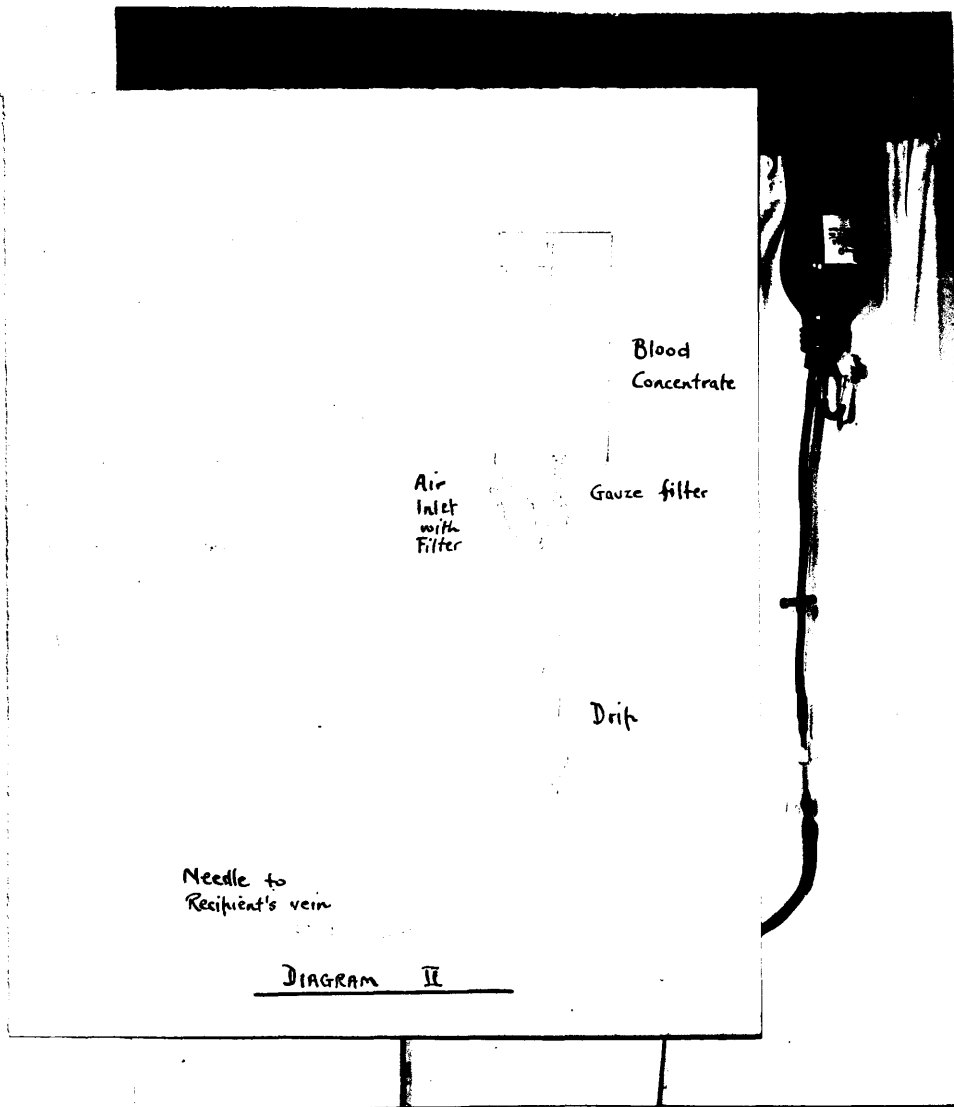 Blood
Concentrate
Air
Inlet
with
Filter
Gauze filter
Drip
Needle to
Recipient's vein
DIAGRAM II